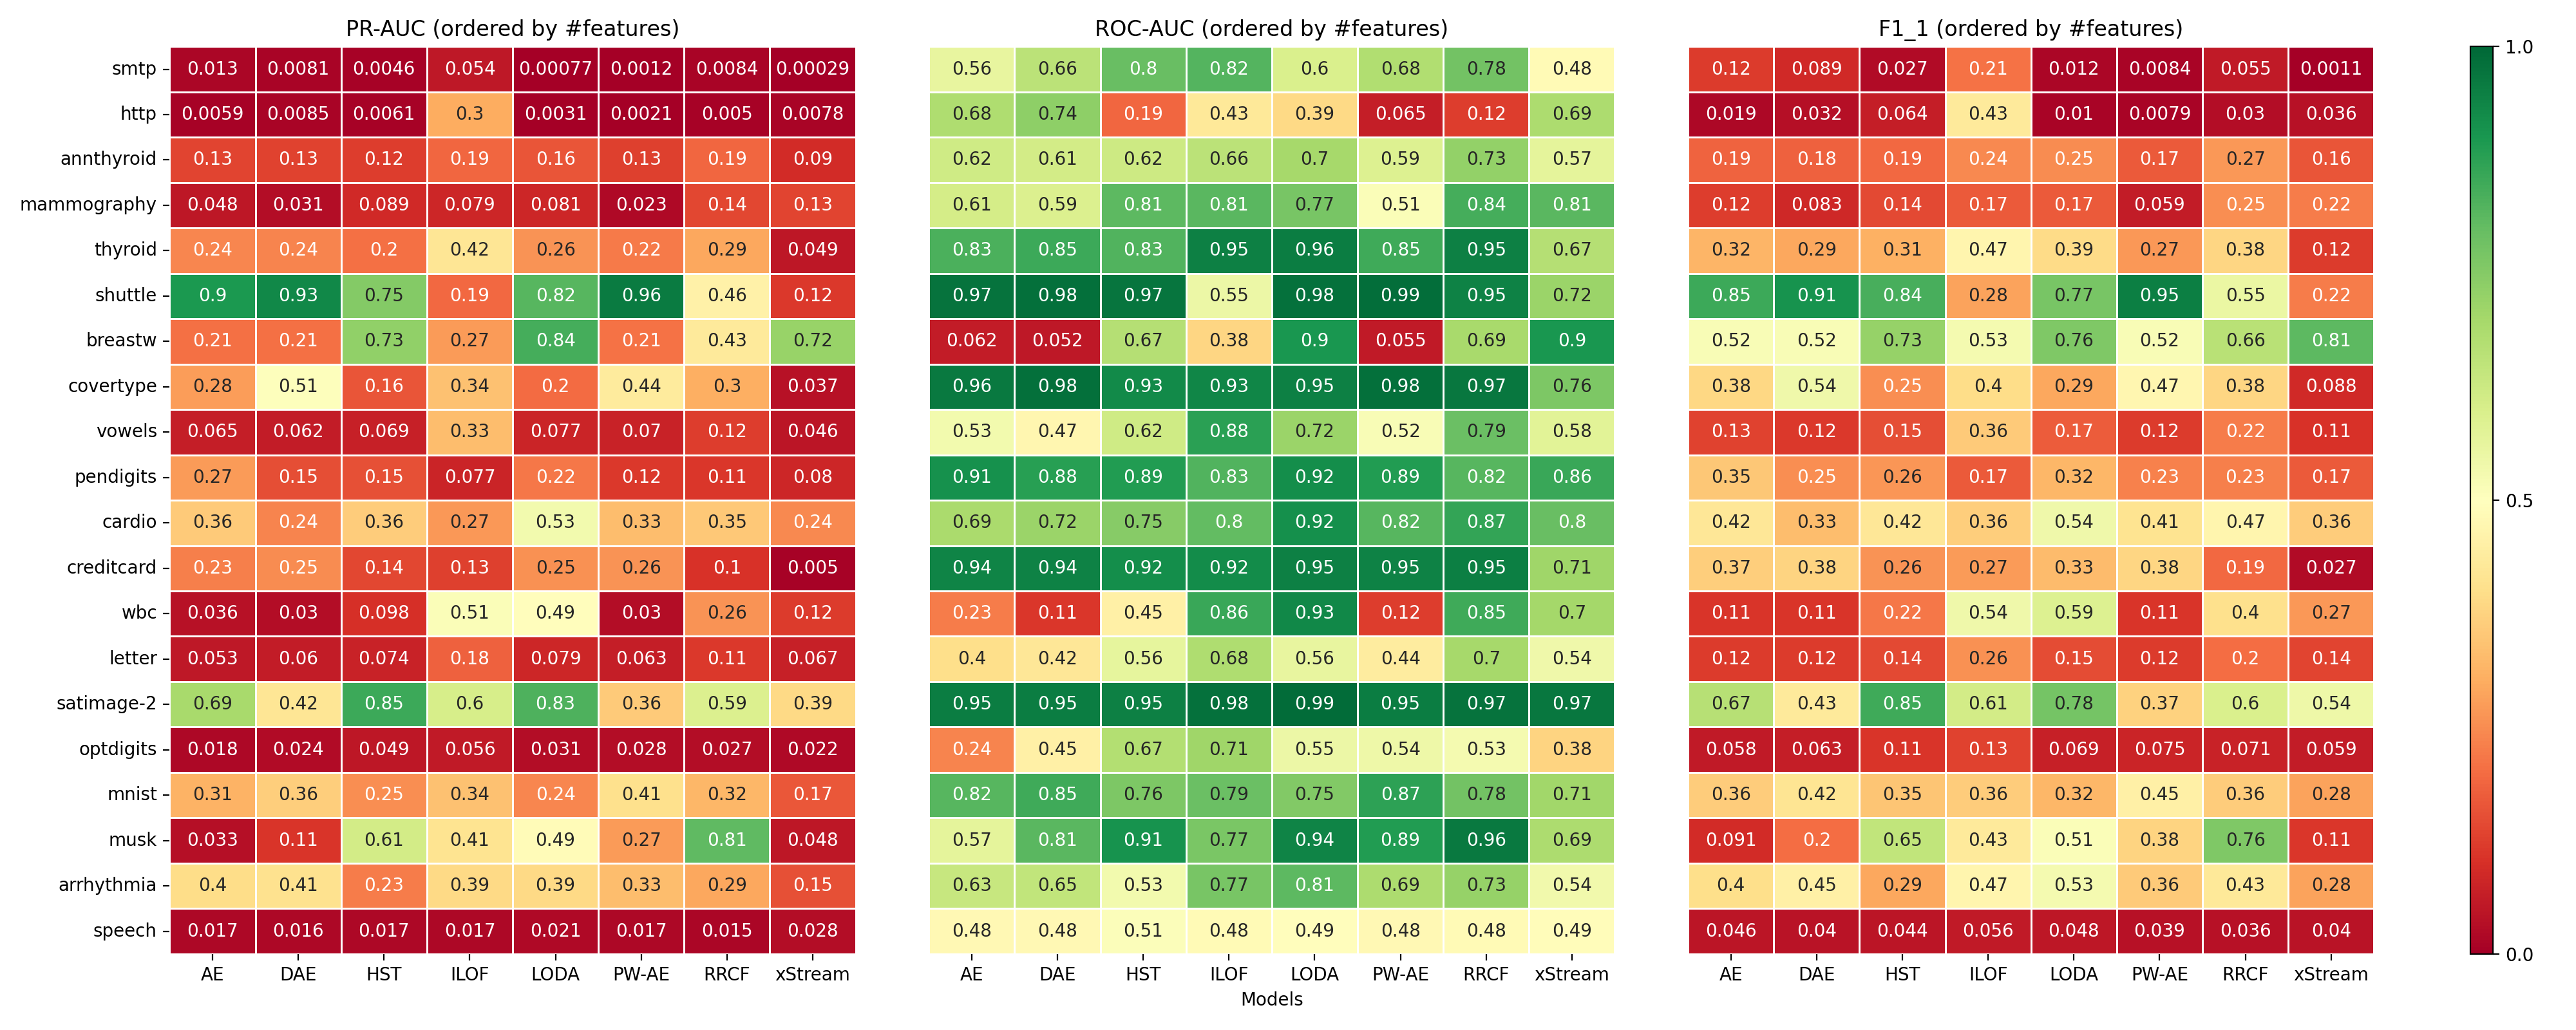 PR-AUC (ordered by #features) ROC-AUC (ordered by #features) F1_1 (ordered by #features)
smtp 0.013 0.0081 0.0046 0.054 0.00077 0.0012 0.0084 0.00029 0.56 0.66 0.8 0.82 0.6 0.68 0.78 0.48 0.12 0.089 0.027 0.21 0.012 0.0084 0.055 0.0011 1.0
http 0.0059 0.0085 0.0061 0.3 0.0031 0.0021 0.005 0.0078 0.68 0.74 0.19 0.43 0.39 0.065 0.12 0.69 0.019 0.032 0.064 0.43 0.01 0.0079 0.03 0.036
annthyroid 0.13 0.13 0.12 0.19 0.16 0.13 0.19 0.09 0.62 0.61 0.62 0.66 0.7 0.59 0.73 0.57 0.19 0.18 0.19 0.24 0.25 0.17 0.27 0.16
mammography 0.048 0.031 0.089 0.079 0.081 0.023 0.14 0.13 0.61 0.59 0.81 0.81 0.77 0.51 0.84 0.81 0.12 0.083 0.14 0.17 0.17 0.059 0.25 0.22
thyroid 0.24 0.24 0.2 0.42 0.26 0.22 0.29 0.049 0.83 0.85 0.83 0.95 0.96 0.85 0.95 0.67 0.32 0.29 0.31 0.47 0.39 0.27 0.38 0.12
shuttle 0.9 0.93 0.75 0.19 0.82 0.96 0.46 0.12 0.97 0.98 0.97 0.55 0.98 0.99 0.95 0.72 0.85 0.91 0.84 0.28 0.77 0.95 0.55 0.22
breastw 0.21 0.21 0.73 0.27 0.84 0.21 0.43 0.72 0.062 0.052 0.67 0.38 0.9 0.055 0.69 0.9 0.52 0.52 0.73 0.53 0.76 0.52 0.66 0.81
covertype 0.28 0.51 0.16 0.34 0.2 0.44 0.3 0.037 0.96 0.98 0.93 0.93 0.95 0.98 0.97 0.76 0.38 0.54 0.25 0.4 0.29 0.47 0.38 0.088
vowels 0.065 0.062 0.069 0.33 0.077 0.07 0.12 0.046 0.53 0.47 0.62 0.88 0.72 0.52 0.79 0.58 0.13 0.12 0.15 0.36 0.17 0.12 0.22 0.11
pendigits 0.27 0.15 0.15 0.077 0.22 0.12 0.11 0.08 0.91 0.88 0.89 0.83 0.92 0.89 0.82 0.86 0.35 0.25 0.26 0.17 0.32 0.23 0.23 0.17 0.5
cardio 0.36 0.24 0.36 0.27 0.53 0.33 0.35 0.24 0.69 0.72 0.75 0.8 0.92 0.82 0.87 0.8 0.42 0.33 0.42 0.36 0.54 0.41 0.47 0.36
creditcard 0.23 0.25 0.14 0.13 0.25 0.26 0.1 0.005 0.94 0.94 0.92 0.92 0.95 0.95 0.95 0.71 0.37 0.38 0.26 0.27 0.33 0.38 0.19 0.027
wbc 0.036 0.03 0.098 0.51 0.49 0.03 0.26 0.12 0.23 0.11 0.45 0.86 0.93 0.12 0.85 0.7 0.11 0.11 0.22 0.54 0.59 0.11 0.4 0.27
letter 0.053 0.06 0.074 0.18 0.079 0.063 0.11 0.067 0.4 0.42 0.56 0.68 0.56 0.44 0.7 0.54 0.12 0.12 0.14 0.26 0.15 0.12 0.2 0.14
satimage-2 0.69 0.42 0.85 0.6 0.83 0.36 0.59 0.39 0.95 0.95 0.95 0.98 0.99 0.95 0.97 0.97 0.67 0.43 0.85 0.61 0.78 0.37 0.6 0.54
optdigits 0.018 0.024 0.049 0.056 0.031 0.028 0.027 0.022 0.24 0.45 0.67 0.71 0.55 0.54 0.53 0.38 0.058 0.063 0.11 0.13 0.069 0.075 0.071 0.059
mnist 0.31 0.36 0.25 0.34 0.24 0.41 0.32 0.17 0.82 0.85 0.76 0.79 0.75 0.87 0.78 0.71 0.36 0.42 0.35 0.36 0.32 0.45 0.36 0.28
musk 0.033 0.11 0.61 0.41 0.49 0.27 0.81 0.048 0.57 0.81 0.91 0.77 0.94 0.89 0.96 0.69 0.091 0.2 0.65 0.43 0.51 0.38 0.76 0.11
arrhythmia 0.4 0.41 0.23 0.39 0.39 0.33 0.29 0.15 0.63 0.65 0.53 0.77 0.81 0.69 0.73 0.54 0.4 0.45 0.29 0.47 0.53 0.36 0.43 0.28
speech 0.017 0.016 0.017 0.017 0.021 0.017 0.015 0.028 0.48 0.48 0.51 0.48 0.49 0.48 0.48 0.49 0.046 0.04 0.044 0.056 0.048 0.039 0.036 0.04 0.0
AE DAE HST ILOF LODA PW-AE RRCF xStream AE DAE HST ILOF LODA PW-AE RRCF xStream AE DAE HST ILOF LODA PW-AE RRCF xStream
Models